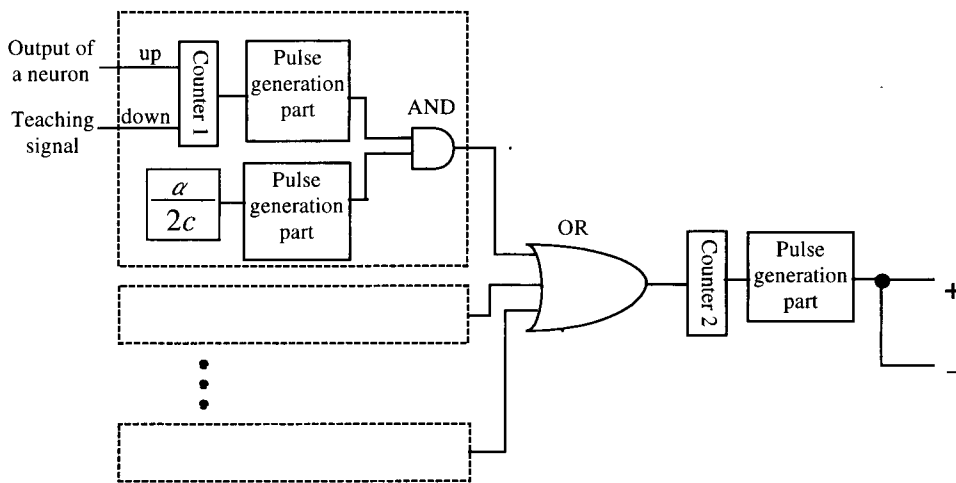 Output of
a neuron
up
Teaching
signal
down
Counter 1
Pulse
generation
part
AND
α
2c
Pulse
generation
part
OR
Counter 2
Pulse
generation
part
+
−